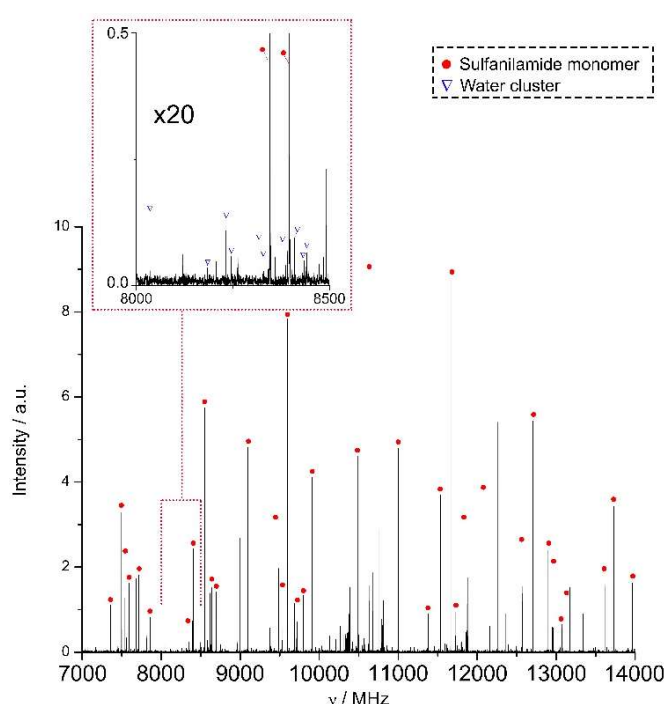 Sulfanilamide monomer
Water cluster
0.5
x20
0.0
8000 8500
10
8
6
4
2
0
Intensity / a.u.
7000 8000 9000 10000 11000 12000 13000 14000
ν / MHz